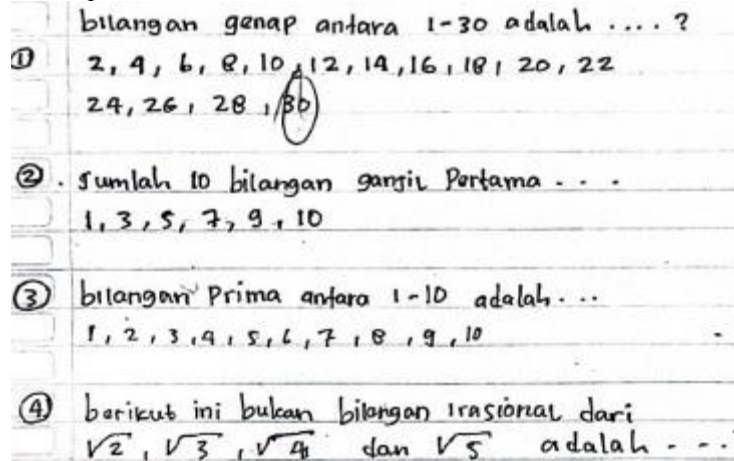 bilangan genap antara 1-30 adalah ....?
① 2, 4, 6, 8, 10, 12, 14, 16, 18, 20, 22
24, 26, 28, 30
②. Jumlah 10 bilangan ganjil Pertama ...
1, 3, 5, 7, 9, 10
③ bilangan Prima antara 1-10 adalah...
1, 2, 3, 4, 5, 6, 7, 8, 9, 10
④ berikut ini bukan bilangan irasional dari
√2, √3, √4 dan √5 adalah ...